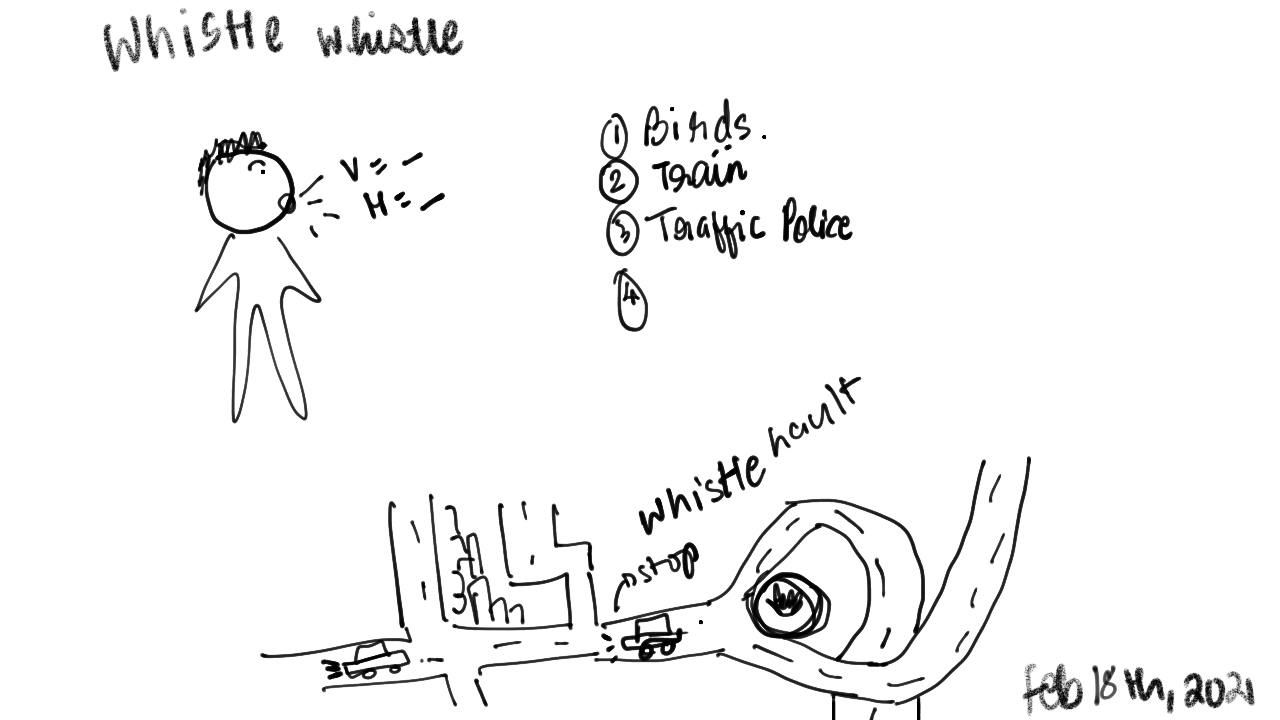 Whistle whistle
V = -
H = -
1 Birds.
2 Train
3 Traffic Police
4
Whistle hault
stop
Feb 18th, 2021